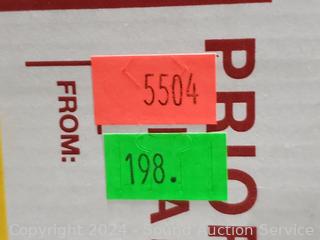 5504
198.
FROM:
PRIO
Copyright 2024 - Sound Auction Service